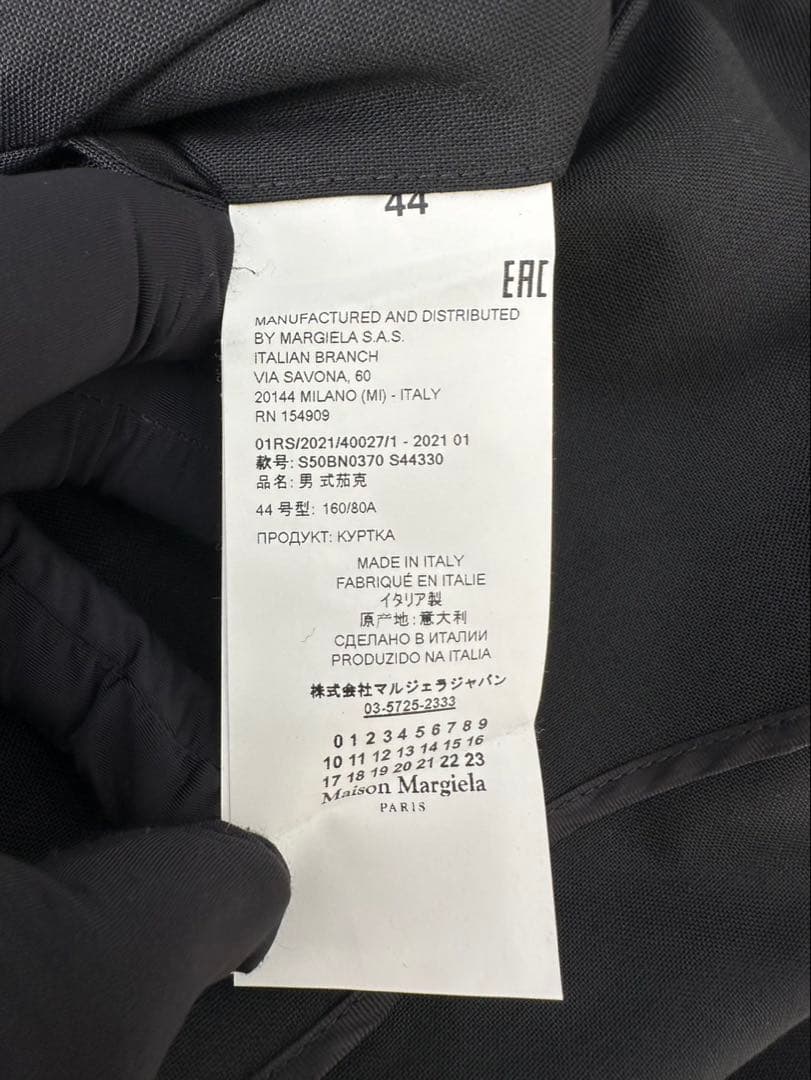 44
EAC
MANUFACTURED AND DISTRIBUTED
BY MARGIELA S.A.S.
ITALIAN BRANCH
VIA SAVONA, 60
20144 MILANO (MI) - ITALY
RN 154909
01RS/2021/40027/1 - 2021 01
款号: S50BN0370 S44330
品名: 男 式茄克
44 号型: 160/80A
ПРОДУКТ: КУРТКА
MADE IN ITALY
FABRIQUÉ EN ITALIE
イタリア製
原产地: 意大利
СДЕЛАНО В ИТАЛИИ
PRODUZIDO NA ITALIA
株式会社マルジェラジャパン
03-5725-2333
0 1 2 3 4 5 6 7 8 9
10 11 12 13 14 15 16
17 18 19 20 21 22 23
Maison Margiela
PARIS